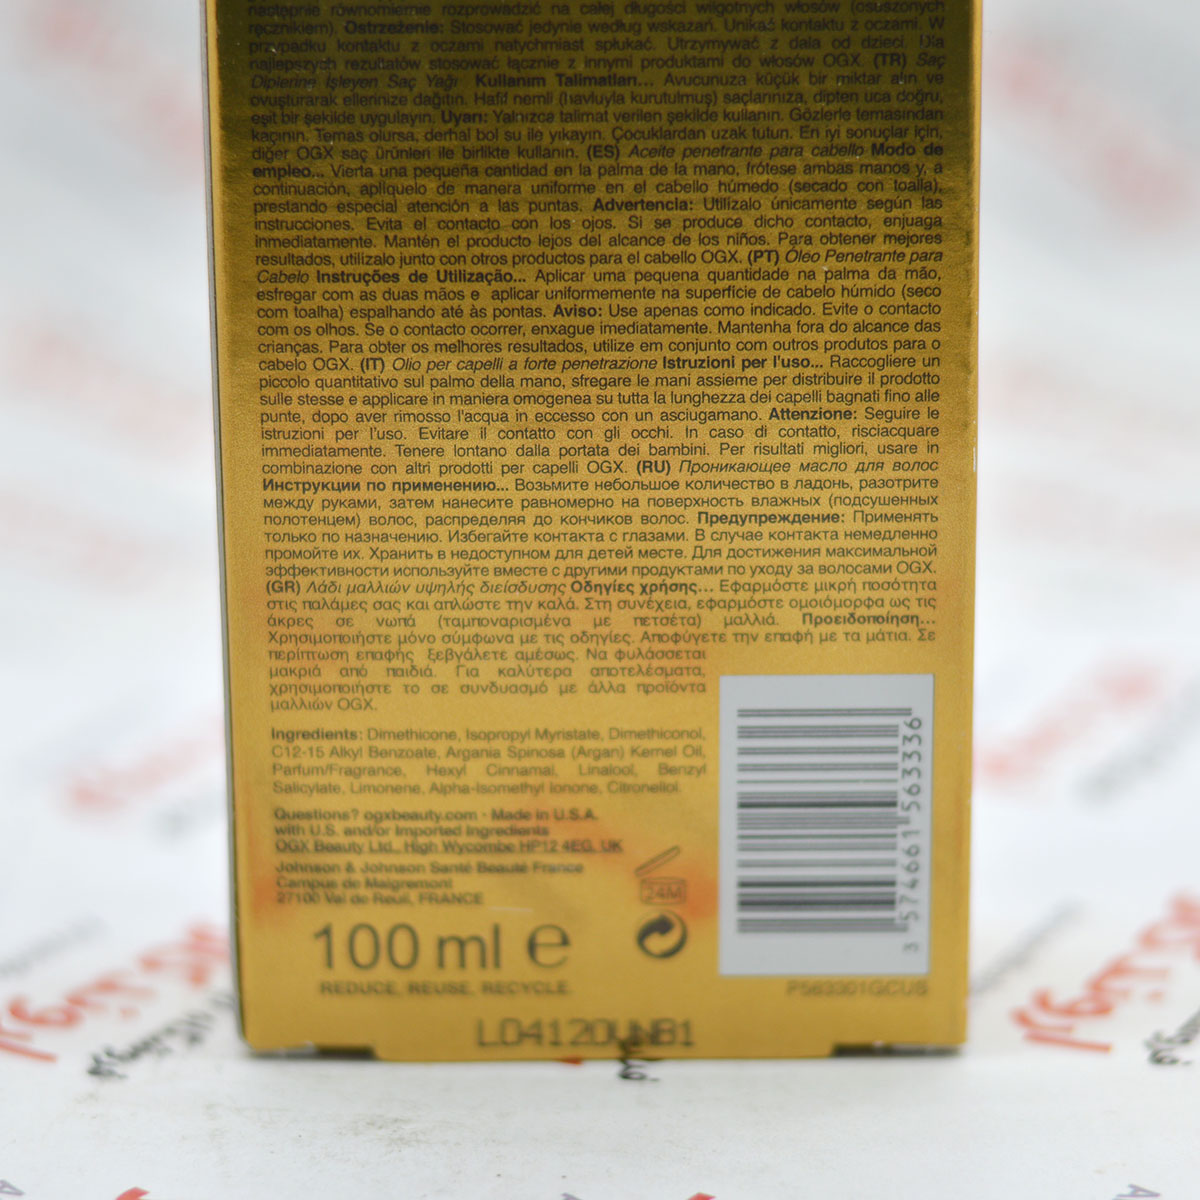 następnie równomiernie rozprowadzić na całej długości wilgotnych włosów (osuszonych
ręcznikiem). Ostrzeżenie: Stosować jedynie według wskazań. Unikać kontaktu z oczami. W
przypadku kontaktu z oczami natychmiast spłukać. Utrzymywać z dala od dzieci. Dla
najlepszych rezultatów stosować łącznie z innymi produktami do włosów OGX. (TR) Saç
Diplerine İşleyen Saç Yağı Kullanım Talimatları... Avucunuza küçük bir miktar alın ve
ovuşturarak ellerinize dağıtın. Hafif nemli (havluyla kurutulmuş) saçlarınıza, dipten uca doğru,
eşit bir şekilde uygulayın. Uyarı: Yalnızca talimat verilen şekilde kullanın. Gözlerle temasından
kaçının. Temas olursa, derhal bol su ile yıkayın. Çocuklardan uzak tutun. En iyi sonuçlar için,
diğer OGX saç ürünleri ile birlikte kullanın. (ES) Aceite penetrante para cabello Modo de
empleo... Vierta una pequeña cantidad en la palma de la mano, frótese ambas manos y, a
continuación, aplíquelo de manera uniforme en el cabello húmedo (secado con toalla),
prestando especial atención a las puntas. Advertencia: Utilízalo únicamente según las
instrucciones. Evita el contacto con los ojos. Si se produce dicho contacto, enjuaga
inmediatamente. Mantén el producto lejos del alcance de los niños. Para obtener mejores
resultados, utilízalo junto con otros productos para el cabello OGX. (PT) Óleo Penetrante para
Cabelo Instruções de Utilização... Aplicar uma pequena quantidade na palma da mão,
esfregar com as duas mãos e aplicar uniformemente na superfície de cabelo húmido (seco
com toalha) espalhando até às pontas. Aviso: Use apenas como indicado. Evite o contacto
com os olhos. Se o contacto ocorrer, enxague imediatamente. Mantenha fora do alcance das
crianças. Para obter os melhores resultados, utilize em conjunto com outros produtos para o
cabelo OGX. (IT) Olio per capelli a forte penetrazione Istruzioni per l'uso... Raccogliere un
piccolo quantitativo sul palmo della mano, sfregare le mani assieme per distribuire il prodotto
sulle stesse e applicare in maniera omogenea su tutta la lunghezza dei capelli bagnati fino alle
punte, dopo aver rimosso l'acqua in eccesso con un asciugamano. Attenzione: Seguire le
istruzioni per l'uso. Evitare il contatto con gli occhi. In caso di contatto, risciacquare
immediatamente. Tenere lontano dalla portata dei bambini. Per risultati migliori, usare in
combinazione con altri prodotti per capelli OGX. (RU) Проникающее масло для волос
Инструкции по применению... Возьмите небольшое количество в ладонь, разотрите
между руками, затем нанесите равномерно на поверхность влажных (подсушенных
полотенцем) волос, распределяя до кончиков волос. Предупреждение: Применять
только по назначению. Избегайте контакта с глазами. В случае контакта немедленно
промойте их. Хранить в недоступном для детей месте. Для достижения максимальной
эффективности используйте вместе с другими продуктами по уходу за волосами OGX.
(GR) Λάδι μαλλιών υψηλής διείσδυσης Οδηγίες χρήσης... Εφαρμόστε μικρή ποσότητα
στις παλάμες σας και απλώστε την καλά. Στη συνέχεια, εφαρμόστε ομοιόμορφα ως τις
άκρες σε νωπά (ταμποναρισμένα με πετσέτα) μαλλιά. Προειδοποίηση...
Χρησιμοποιήστε μόνο σύμφωνα με τις οδηγίες. Αποφύγετε την επαφή με τα μάτια. Σε
περίπτωση επαφής ξεβγάλετε αμέσως. Να φυλάσσεται
μακριά από παιδιά. Για καλύτερα αποτελέσματα,
χρησιμοποιήστε το σε συνδυασμό με άλλα προϊόντα
μαλλιών OGX.
Ingredients: Dimethicone, Isopropyl Myristate, Dimethiconol,
C12-15 Alkyl Benzoate, Argania Spinosa (Argan) Kernel Oil,
Parfum/Fragrance, Hexyl Cinnamal, Linalool, Benzyl
Salicylate, Limonene, Alpha-Isomethyl Ionone, Citronellol.
Questions? ogxbeauty.com · Made in U.S.A.
with U.S. and/or Imported Ingredients
OGX Beauty Ltd., High Wycombe HP12 4EG, UK
Johnson & Johnson Santé Beauté France
Campus de Maigremont
27100 Val de Reuil, FRANCE
24M
100 ml e
REDUCE. REUSE. RECYCLE.
3 574661 563336
P563301GCUS